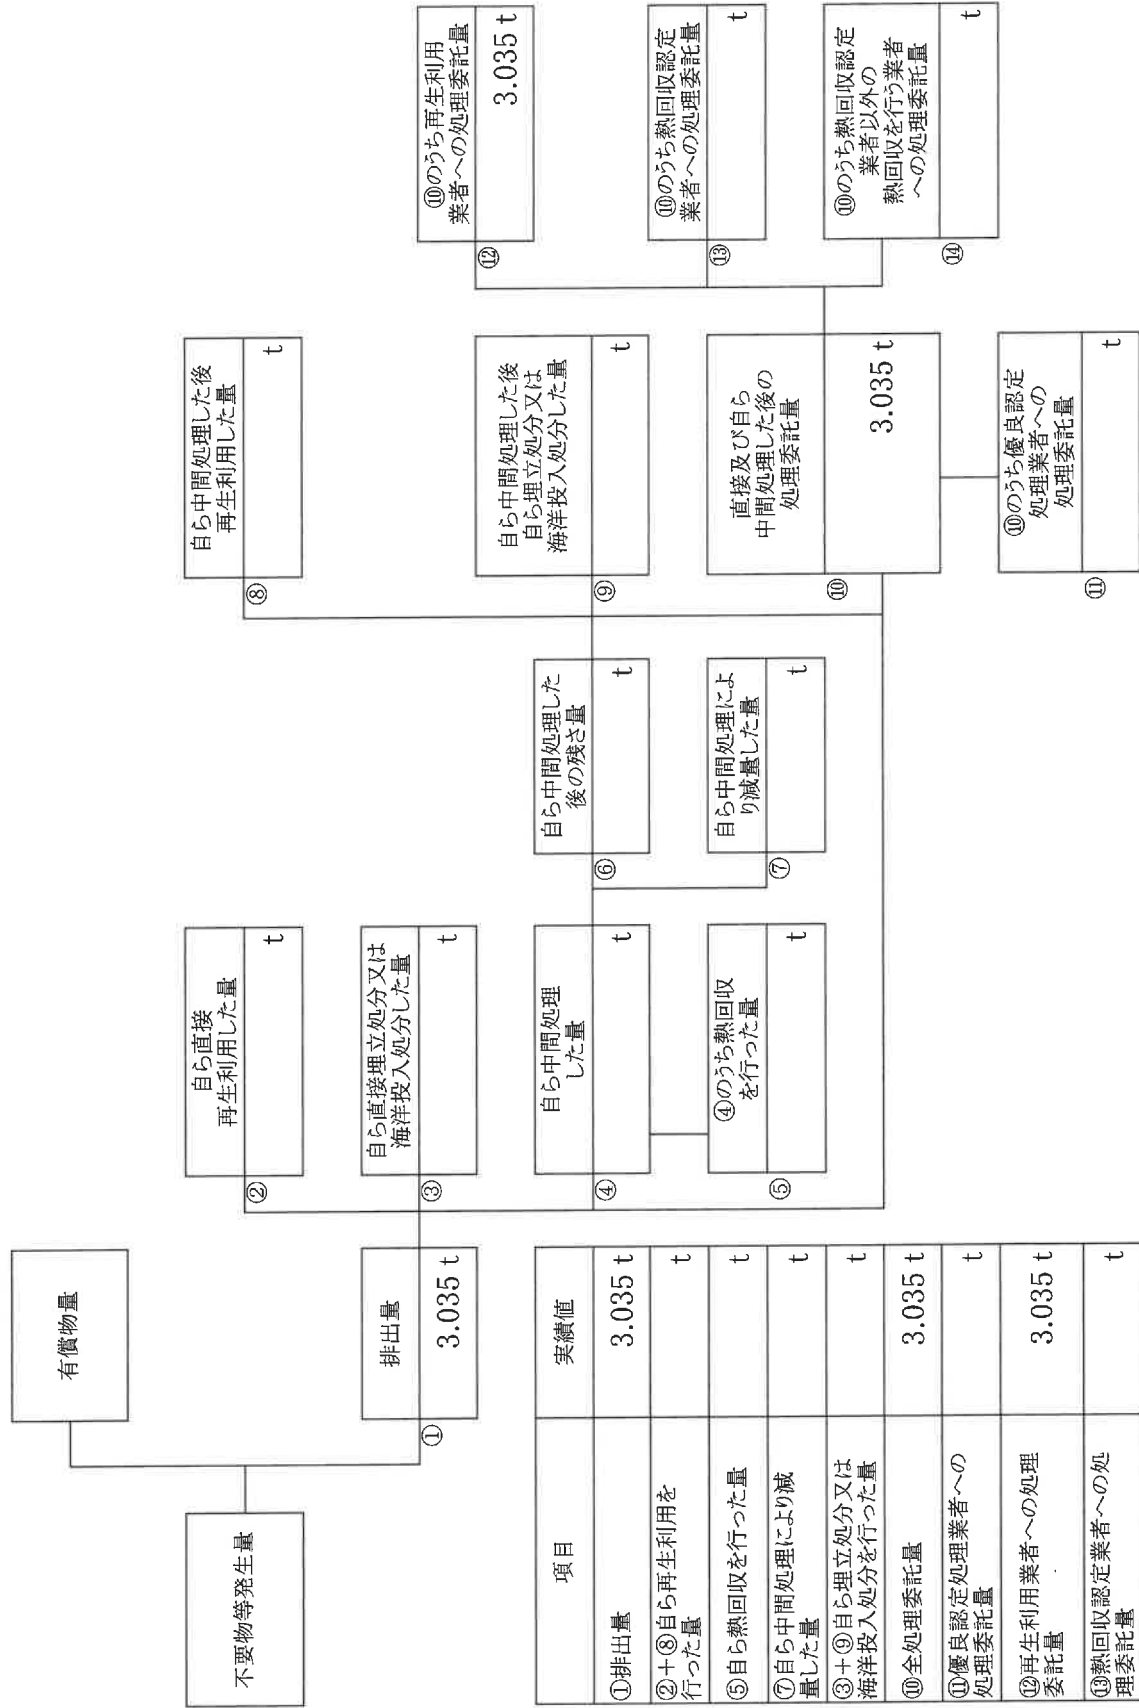 不要物等発生量
有償物量
①
排出量
3.035 t
②
自ら直接
再生利用した量
t
③
自ら直接埋立処分又は
海洋投入処分した量
t
④
自ら中間処理
した量
t
⑤
④のうち熱回収
を行った量
t
⑥
自ら中間処理した
後の残さ量
t
⑦
自ら中間処理によ
り減量した量
t
⑧
自ら中間処理した後
再生利用した量
t
⑨
自ら中間処理した後
自ら埋立処分又は
海洋投入処分した量
t
⑩
直接及び自ら
中間処理した後の
処理委託量
3.035 t
⑪
⑩のうち優良認定
処理業者への
処理委託量
t
⑫
⑩のうち再生利用
業者への処理委託量
3.035 t
⑬
⑩のうち熱回収認定
業者への処理委託量
t
⑭
⑩のうち熱回収認定
業者以外の
熱回収を行う業者
への処理委託量
t
項目
実績値
①排出量
3.035 t
②+⑧自ら再生利用を
行った量
t
⑤自ら熱回収を行った量
t
⑦自ら中間処理により減
量した量
t
③+⑨自ら埋立処分又は
海洋投入処分を行った量
t
⑩全処理委託量
3.035 t
⑪優良認定処理業者への
処理委託量
t
⑫再生利用業者への処理
委託量
3.035 t
⑬熱回収認定業者への処
理委託量
t